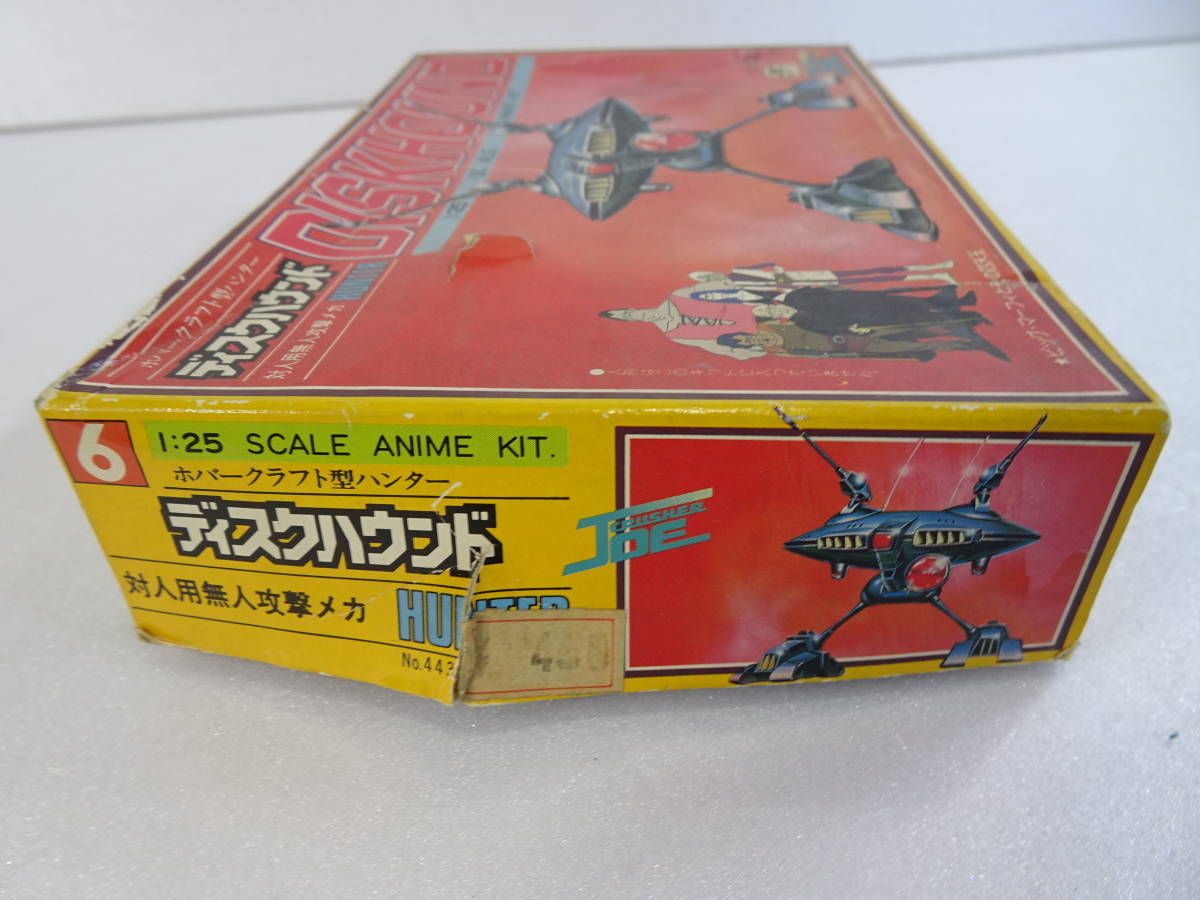 DISKHOUND
ホバークラフト型ハンター
ディスクハウンド
HUNTER
対人用無人攻撃メカ
6
1:25 SCALE ANIME KIT.
ホバークラフト型ハンター
ディスクハウンド
対人用無人攻撃メカ
HUNTER
No.443
CRUSHER
JOE